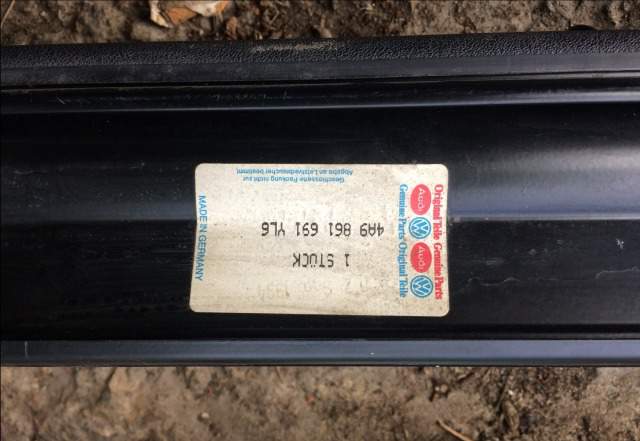 Original Teile Genuine Parts
Audi
Audi
Genuine Parts Original Teile
1 STÜCK
4A9 861 691 YL6
Geschlossene Packung nicht zur
Abgabe an Letztverbraucher bestimmt
MADE IN GERMANY